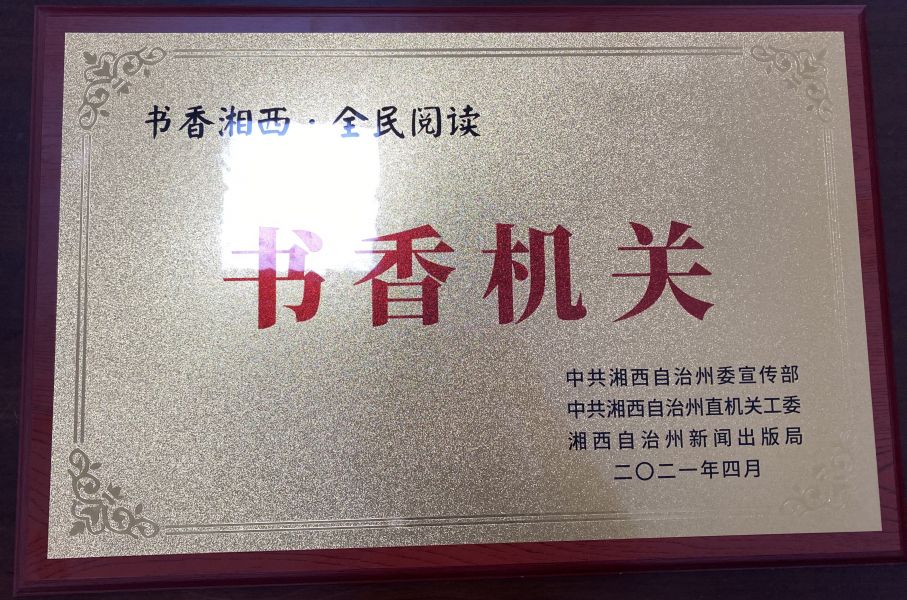 书香湘西·全民阅读
书香机关
中共湘西自治州委宣传部
中共湘西自治州直机关工委
湘西自治州新闻出版局
二〇二一年四月